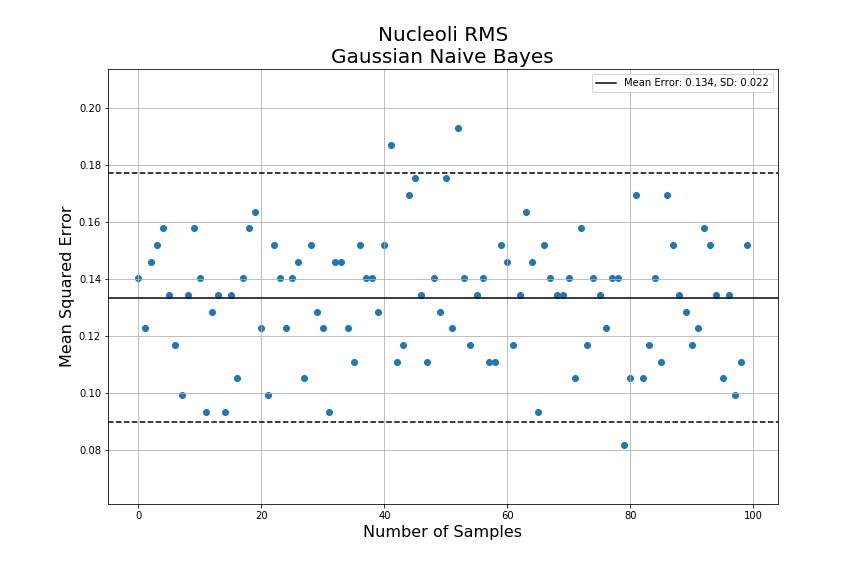 Nucleoli RMS
Gaussian Naive Bayes
Mean Error: 0.134, SD: 0.022
Mean Squared Error
0.20
0.18
0.16
0.14
0.12
0.10
0.08
0 20 40 60 80 100
Number of Samples